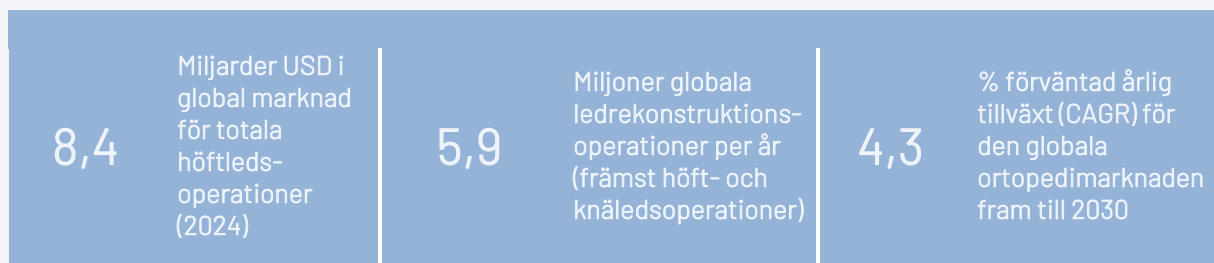 8,4
Miljarder USD i
global marknad
för totala
höftleds-
operationer
(2024)
5,9
Miljoner globala
ledrekonstruktions-
operationer per år
(främst höft- och
knäledsoperationer)
4,3
% förväntad årlig
tillväxt (CAGR) för
den globala
ortopedimarknaden
fram till 2030